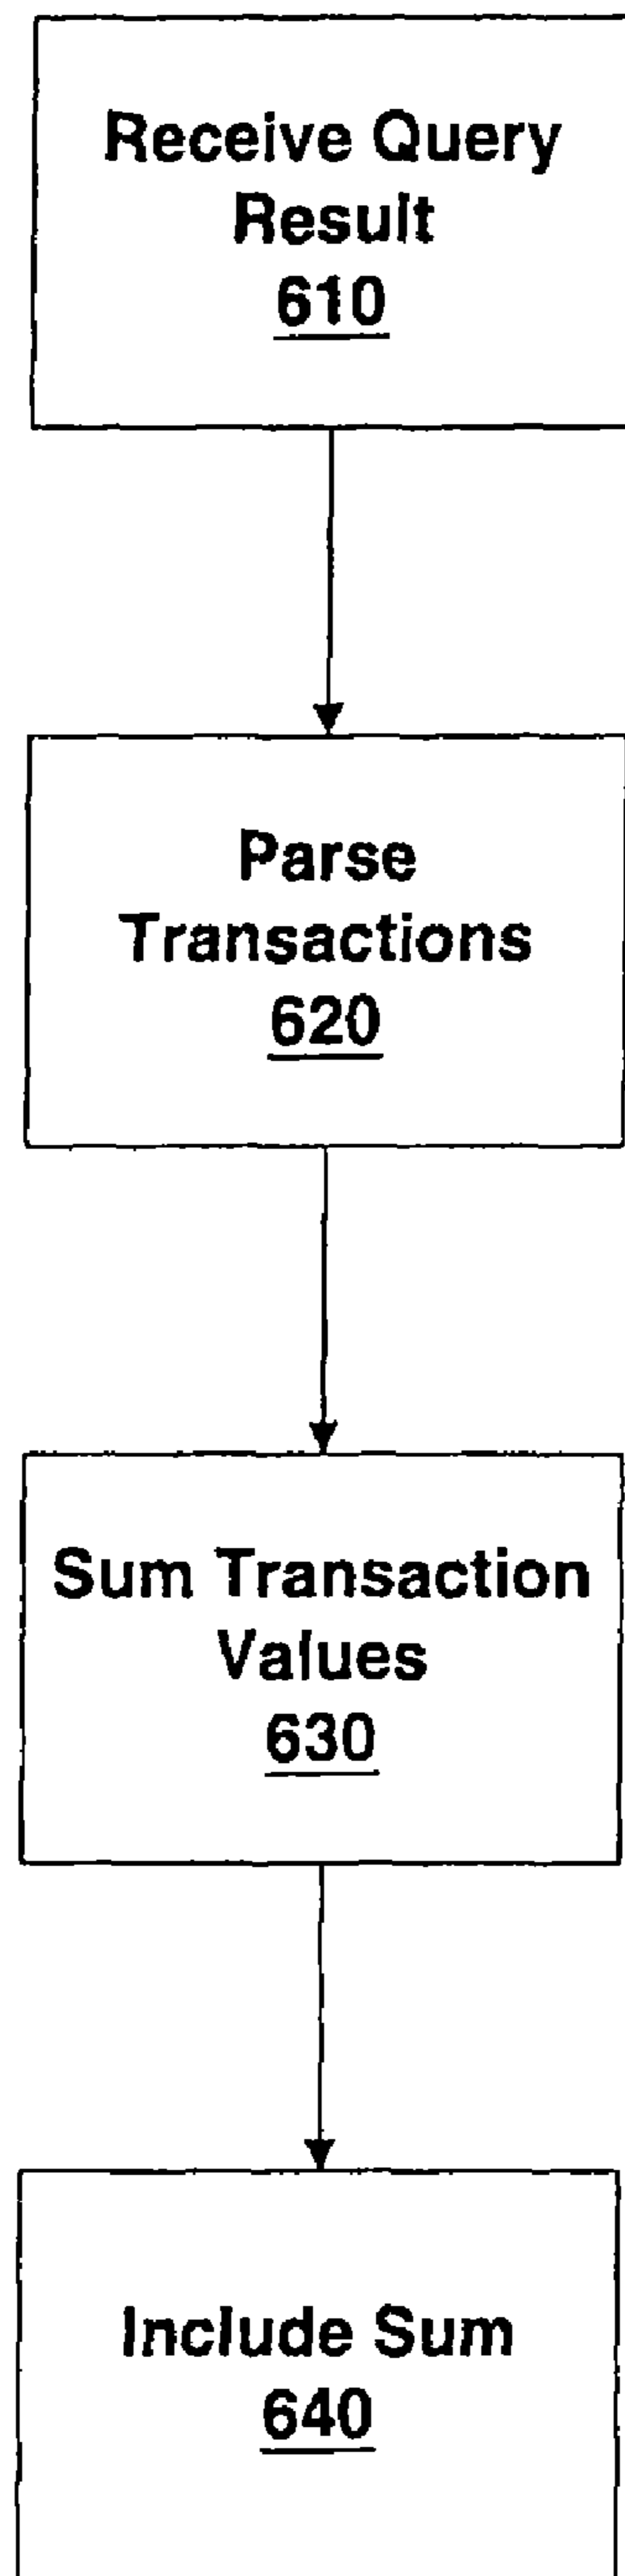 Receive Query
Result
610
Parse
Transactions
620
Sum Transaction
Values
630
Include Sum
640